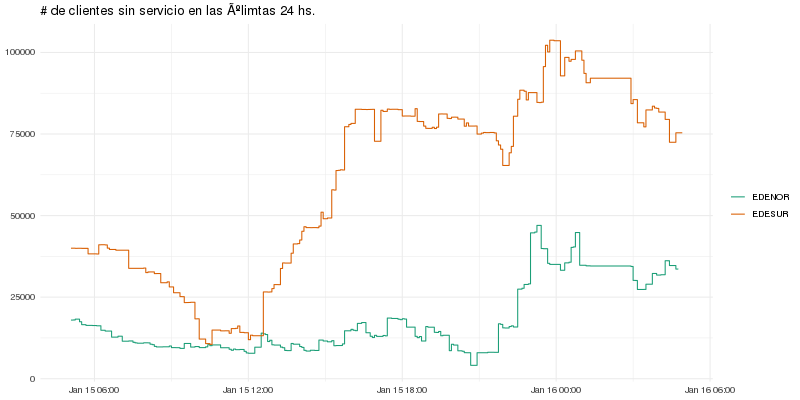 # de clientes sin servicio en las Ãºlimtas 24 hs.
100000
75000
50000
25000
0
Jan 15 06:00 Jan 15 12:00 Jan 15 18:00 Jan 16 00:00 Jan 16 06:00
EDENOR
EDESUR